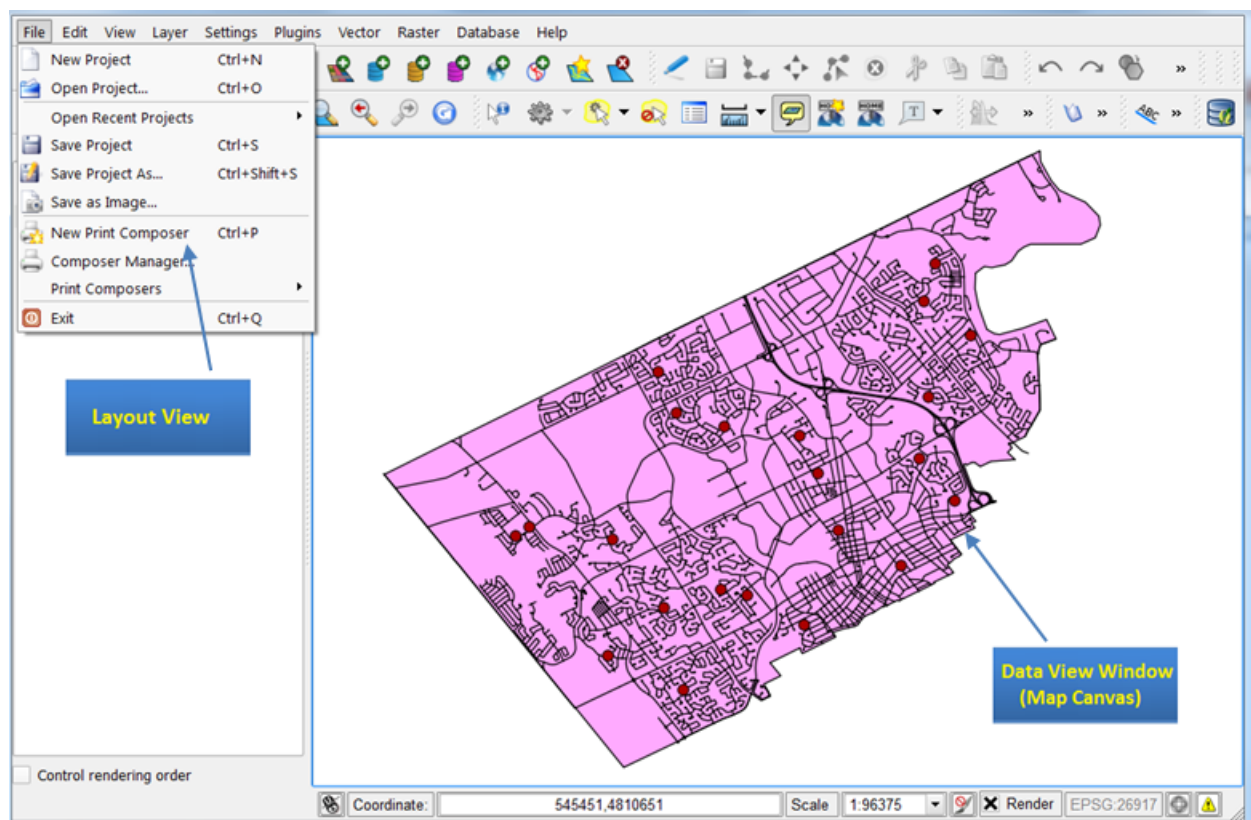 File Edit View Layer Settings Plugins Vector Raster Database Help
New Project Ctrl+N
Open Project... Ctrl+O
Open Recent Projects
Save Project Ctrl+S
Save Project As... Ctrl+Shift+S
Save as Image...
New Print Composer Ctrl+P
Composer Manager...
Print Composers
Exit Ctrl+Q
Layout View
Data View Window
(Map Canvas)
Control rendering order
Coordinate: 545451,4810651 Scale 1:96375 Render EPSG:26917